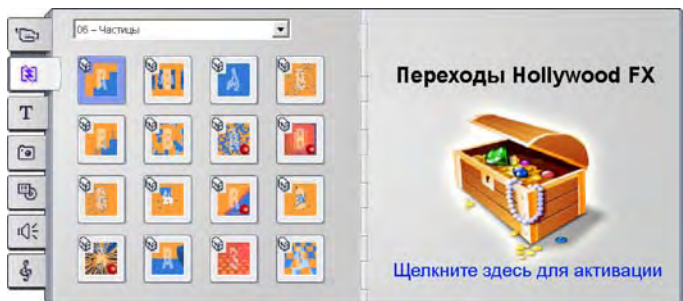 06 – Частицы
Переходы Hollywood FX
T
Щелкните здесь для активации